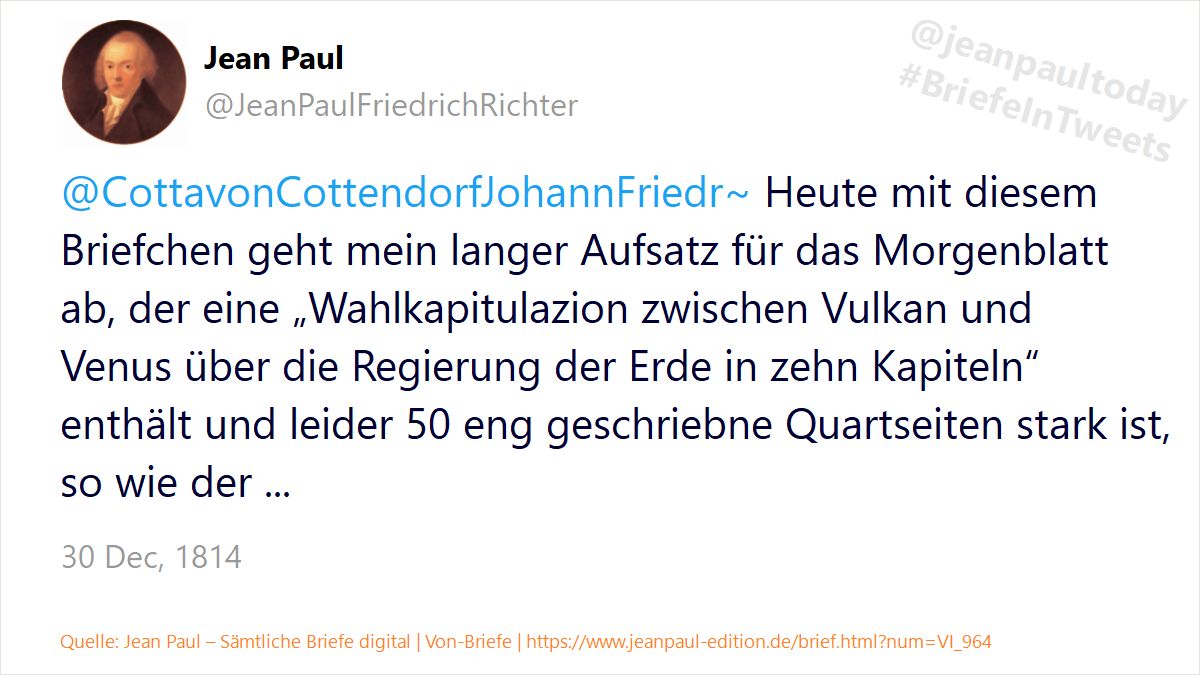 Jean Paul
@JeanPaulFriedrichRichter
@jeanpaultoday
#BriefeInTweets
@CottavonCottendorfJohannFriedr~ Heute mit diesem
Briefchen geht mein langer Aufsatz für das Morgenblatt
ab, der eine „Wahlkapitulazion zwischen Vulkan und
Venus über die Regierung der Erde in zehn Kapiteln“
enthält und leider 50 eng geschriebne Quartseiten stark ist,
so wie der ...
30 Dec, 1814
Quelle: Jean Paul – Sämtliche Briefe digital | Von-Briefe | https://www.jeanpaul-edition.de/brief.html?num=VI_964